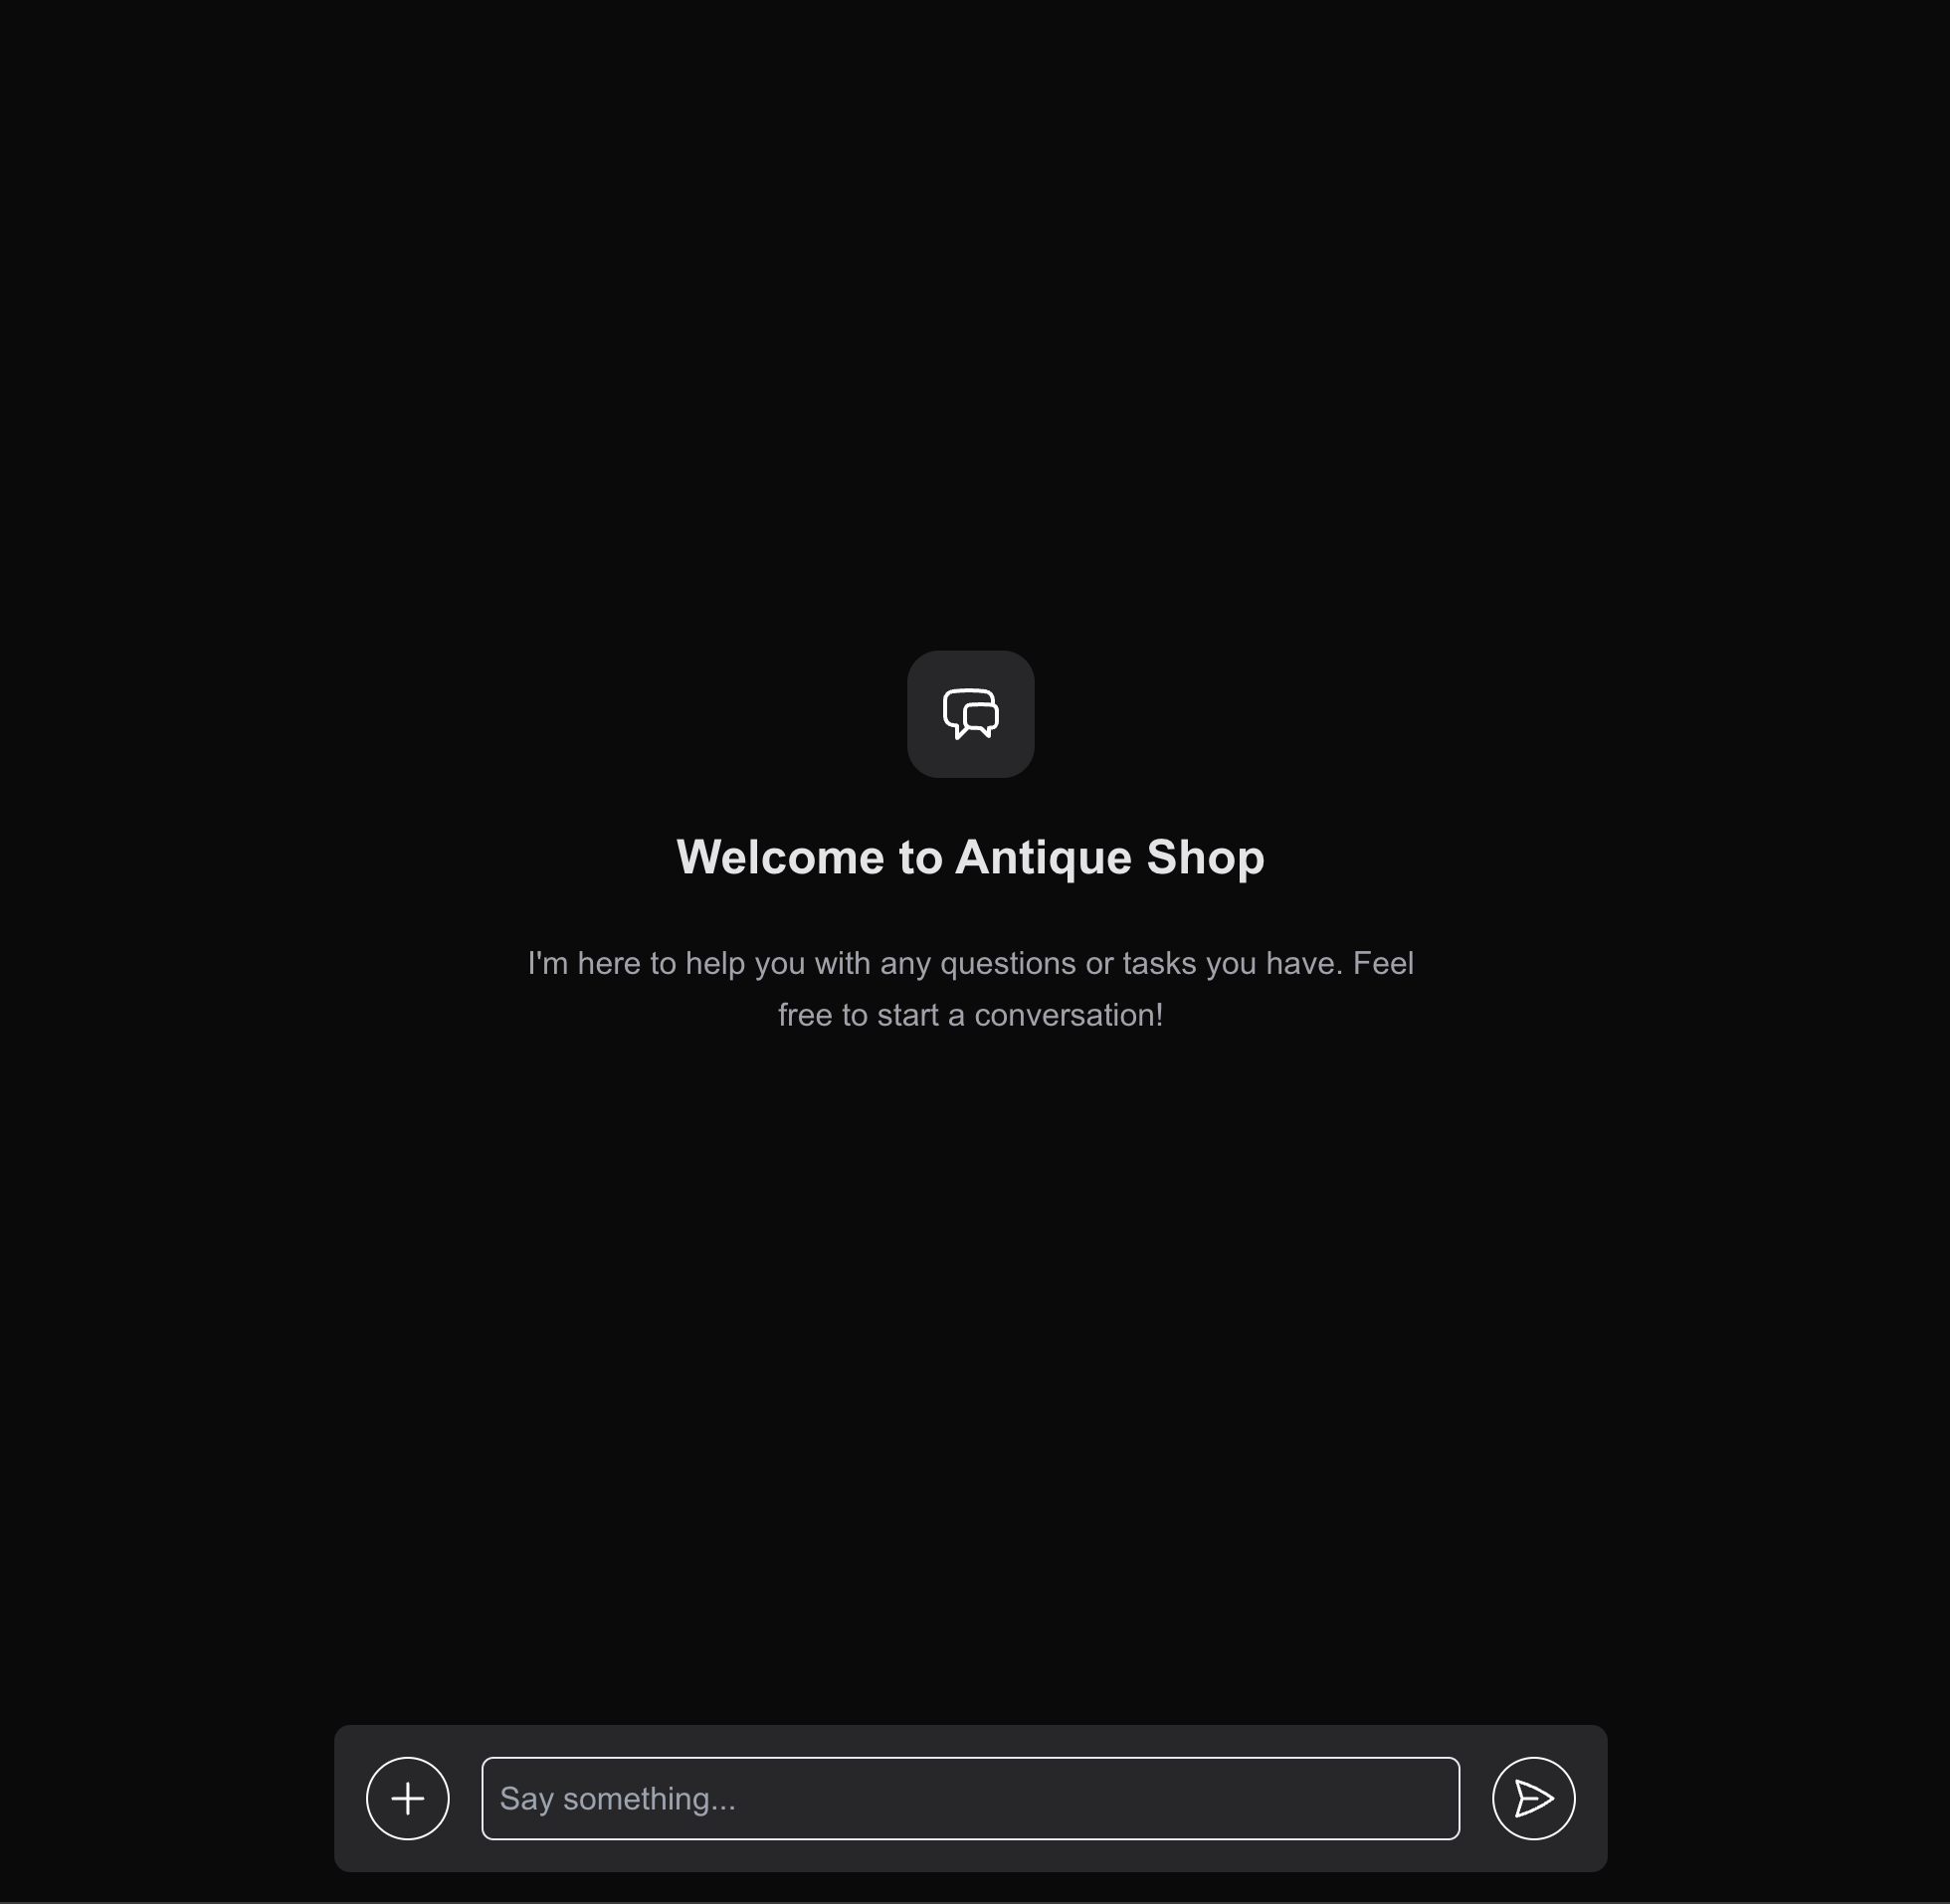 Welcome to Antique Shop
I'm here to help you with any questions or tasks you have. Feel
free to start a conversation!
Say something...